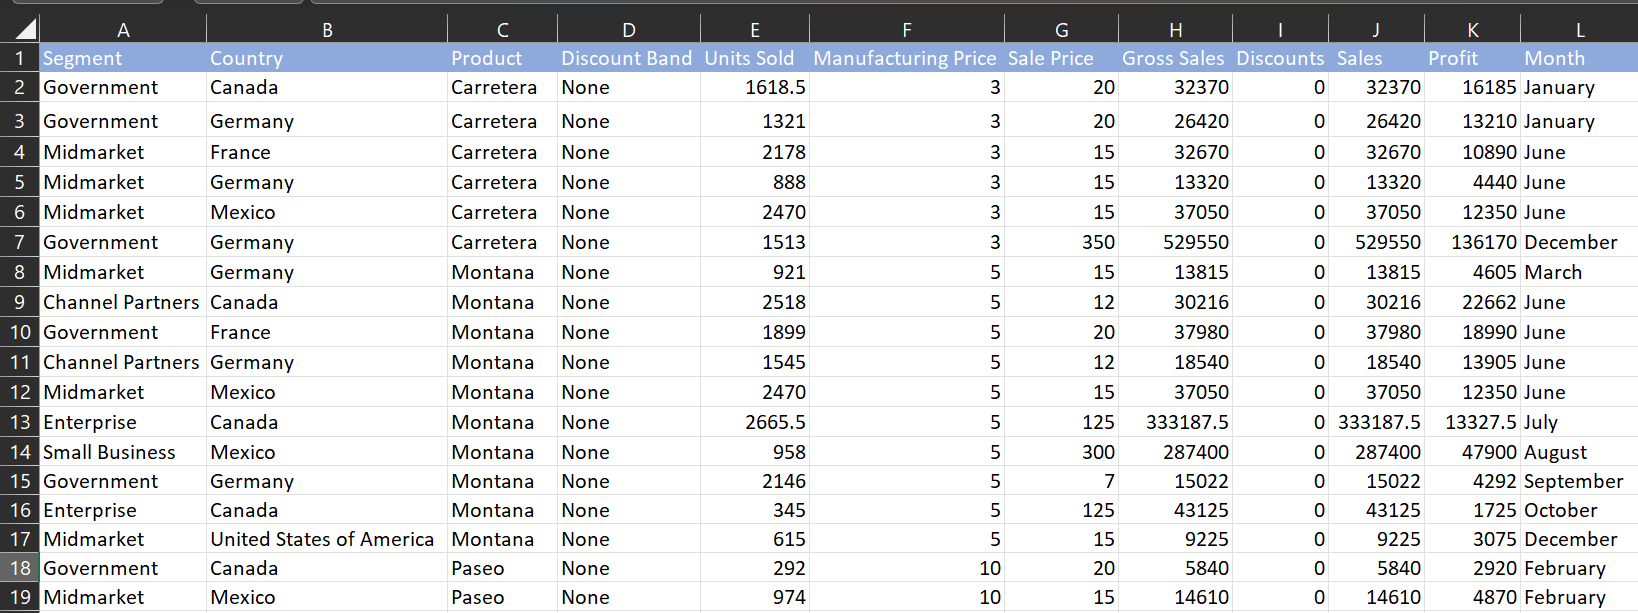 A B C D E F G H I J K L
1 Segment Country Product Discount Band Units Sold Manufacturing Price Sale Price Gross Sales Discounts Sales Profit Month
2 Government Canada Carretera None 1618.5 3 20 32370 0 32370 16185 January
3 Government Germany Carretera None 1321 3 20 26420 0 26420 13210 January
4 Midmarket France Carretera None 2178 3 15 32670 0 32670 10890 June
5 Midmarket Germany Carretera None 888 3 15 13320 0 13320 4440 June
6 Midmarket Mexico Carretera None 2470 3 15 37050 0 37050 12350 June
7 Government Germany Carretera None 1513 3 350 529550 0 529550 136170 December
8 Midmarket Germany Montana None 921 5 15 13815 0 13815 4605 March
9 Channel Partners Canada Montana None 2518 5 12 30216 0 30216 22662 June
10 Government France Montana None 1899 5 20 37980 0 37980 18990 June
11 Channel Partners Germany Montana None 1545 5 12 18540 0 18540 13905 June
12 Midmarket Mexico Montana None 2470 5 15 37050 0 37050 12350 June
13 Enterprise Canada Montana None 2665.5 5 125 333187.5 0 333187.5 13327.5 July
14 Small Business Mexico Montana None 958 5 300 287400 0 287400 47900 August
15 Government Germany Montana None 2146 5 7 15022 0 15022 4292 September
16 Enterprise Canada Montana None 345 5 125 43125 0 43125 1725 October
17 Midmarket United States of America Montana None 615 5 15 9225 0 9225 3075 December
18 Government Canada Paseo None 292 10 20 5840 0 5840 2920 February
19 Midmarket Mexico Paseo None 974 10 15 14610 0 14610 4870 February